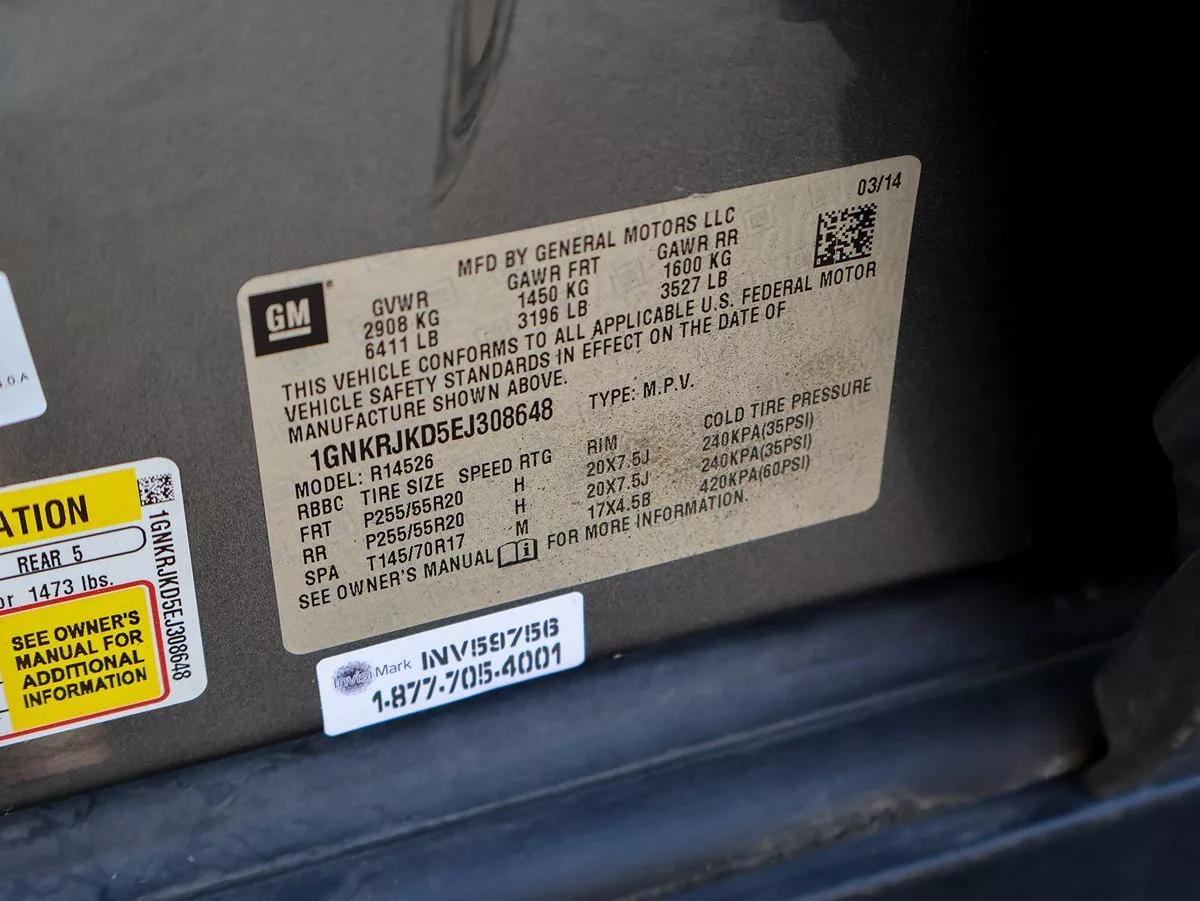 03/14
MFD BY GENERAL MOTORS LLC
GM®
GVWR GAWR FRT GAWR RR
2908 KG 1450 KG 1600 KG
6411 LB 3196 LB 3527 LB
THIS VEHICLE CONFORMS TO ALL APPLICABLE U.S. FEDERAL MOTOR
VEHICLE SAFETY STANDARDS IN EFFECT ON THE DATE OF
MANUFACTURE SHOWN ABOVE.
1GNKRJKD5EJ308648 TYPE: M.P.V.
MODEL: R14526
RBBC TIRE SIZE SPEED RTG RIM COLD TIRE PRESSURE
FRT P255/55R20 H 20X7.5J 240KPA(35PSI)
RR P255/55R20 H 20X7.5J 240KPA(35PSI)
SPA T145/70R17 M 17X4.5B 420KPA(60PSI)
SEE OWNER'S MANUAL FOR MORE INFORMATION.
ATION
REAR 5
or 1473 lbs.
SEE OWNER'S
MANUAL FOR
ADDITIONAL
INFORMATION
1GNKRJKD5EJ308648
Invisi Mark INV59756
1-877-705-4001